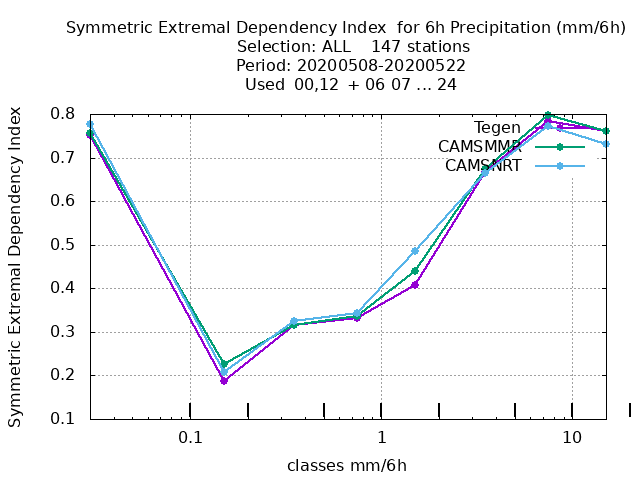 Symmetric Extremal Dependency Index for 6h Precipitation (mm/6h)
Selection: ALL 147 stations
Period: 20200508-20200522
Used 00,12 + 06 07 ... 24
Symmetric Extremal Dependency Index
0.8
0.7
0.6
0.5
0.4
0.3
0.2
0.1
Tegen
CAMSMMR
CAMSNRT
0.1
1
10
classes mm/6h